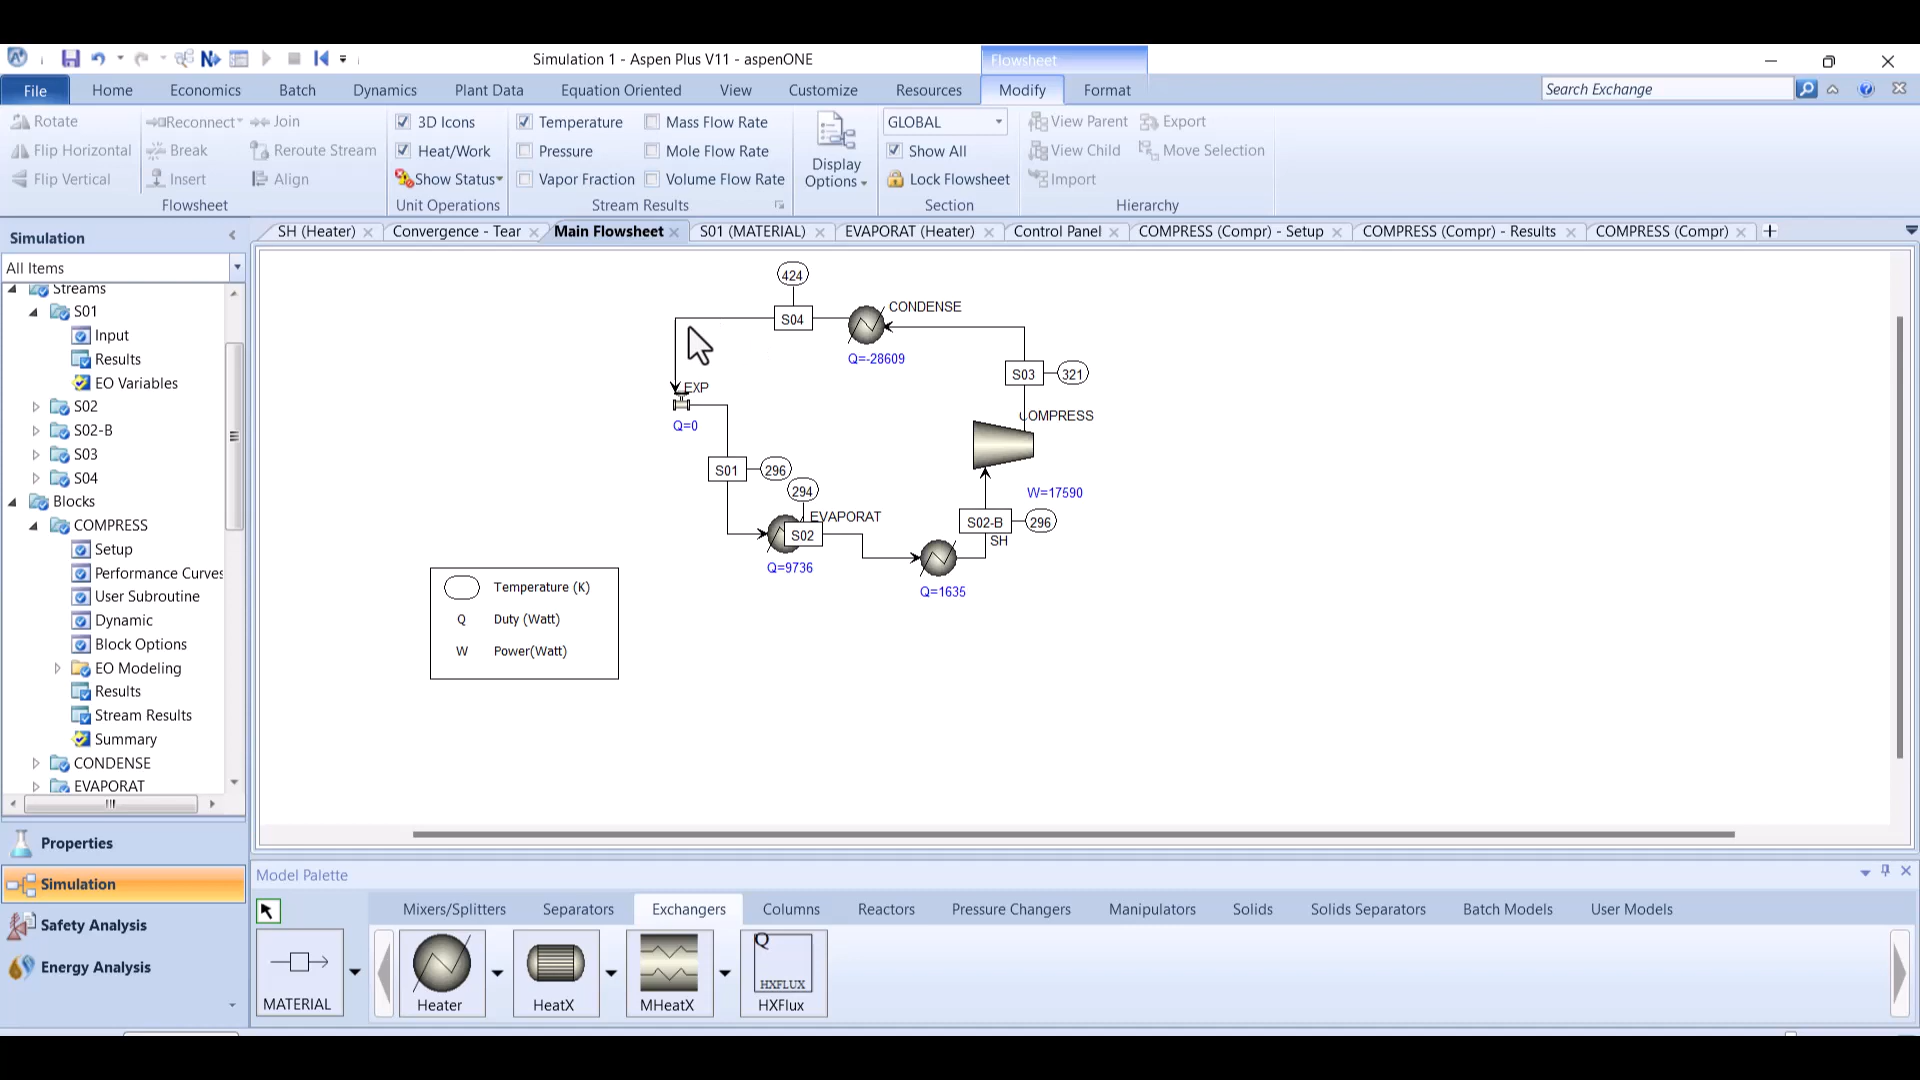 Simulation 1 - Aspen Plus V11 - aspenONE
Flowsheet
File Home Economics Batch Dynamics Plant Data Equation Oriented View Customize Resources Modify Format Search Exchange
Rotate Reconnect Join 3D Icons Temperature Mass Flow Rate GLOBAL View Parent Export
Flip Horizontal Break Reroute Stream Heat/Work Pressure Mole Flow Rate Display Show All View Child Move Selection
Flip Vertical Insert Align Show Status Vapor Fraction Volume Flow Rate Options Lock Flowsheet Import
Flowsheet Unit Operations Stream Results Section Hierarchy
Simulation
SH (Heater) Convergence - Tear Main Flowsheet S01 (MATERIAL) EVAPORAT (Heater) Control Panel COMPRESS (Compr) - Setup COMPRESS (Compr) - Results COMPRESS (Compr) +
All Items
Streams
S01
Input
Results
EO Variables
S02
S02-B
S03
S04
Blocks
COMPRESS
Setup
Performance Curves
User Subroutine
Dynamic
Block Options
EO Modeling
Results
Stream Results
Summary
CONDENSE
EVAPORAT
Properties
Simulation
Safety Analysis
Energy Analysis
424
S04
CONDENSE
Q=-28609
S03 321
EXP
Q=0
COMPRESS
W=17590
S01 296
294
EVAPORAT
S02
Q=9736
S02-B 296
SH
Q=1635
Temperature (K)
Q Duty (Watt)
W Power(Watt)
Model Palette
Mixers/Splitters Separators Exchangers Columns Reactors Pressure Changers Manipulators Solids Solids Separators Batch Models User Models
Q
HXFLUX
MATERIAL Heater HeatX MHeatX HXFlux